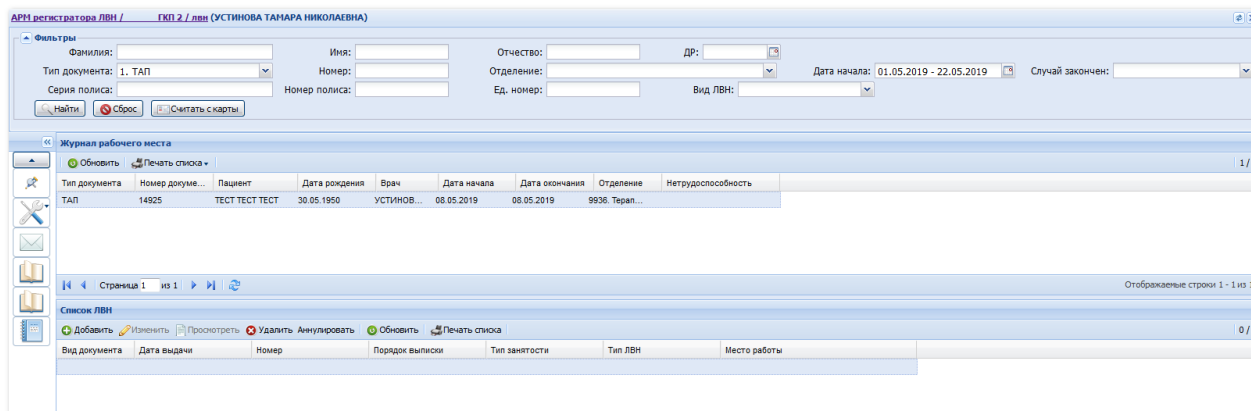 АРМ регистратора ЛВН / ГКП 2 / лвн (УСТИНОВА ТАМАРА НИКОЛАЕВНА)
Фильтры
Фамилия: Имя: Отчество: ДР:
Тип документа: 1. ТАП Номер: Отделение: Дата начала: 01.05.2019 - 22.05.2019 Случай закончен:
Серия полиса: Номер полиса: Ед. номер: Вид ЛВН:
Найти Сброс Считать с карты
Журнал рабочего места
Обновить Печать списка 1 /
Тип документа Номер докуме... Пациент Дата рождения Врач Дата начала Дата окончания Отделение Нетрудоспособность
ТАП 14925 ТЕСТ ТЕСТ ТЕСТ 30.05.1950 УСТИНОВ... 08.05.2019 08.05.2019 9936. Терап...
Страница 1 из 1 Отображаемые строки 1 - 1 из 1
Список ЛВН
Добавить Изменить Просмотреть Удалить Аннулировать Обновить Печать списка 0 /
Вид документа Дата выдачи Номер Порядок выписки Тип занятости Тип ЛВН Место работы